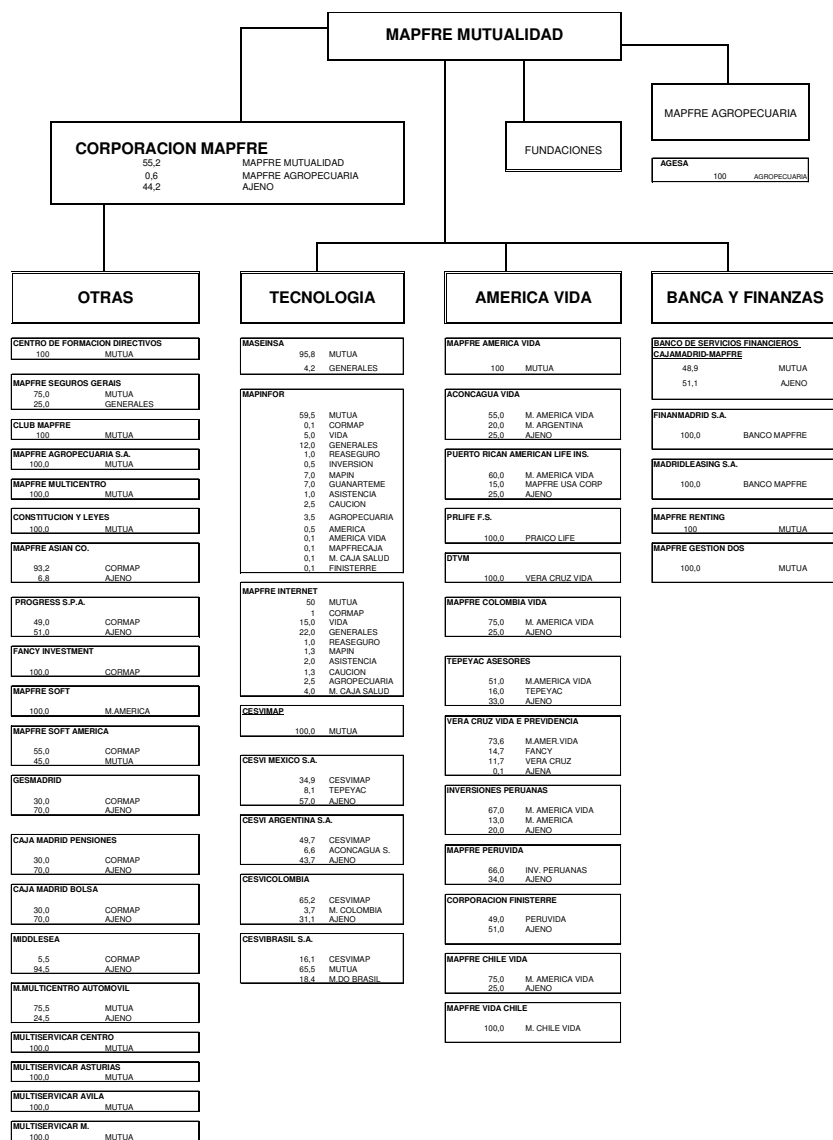 MAPFRE MUTUALIDAD
CORPORACION MAPFRE
55,2 MAPFRE MUTUALIDAD
0,6 MAPFRE AGROPECUARIA
44,2 AJENO
FUNDACIONES
MAPFRE AGROPECUARIA
AGESA
100 AGROPECUARIA
OTRAS
CENTRO DE FORMACION DIRECTIVOS
100 MUTUA
MAPFRE SEGUROS GERAIS
75,0 MUTUA
25,0 GENERALES
CLUB MAPFRE
100 MUTUA
MAPFRE AGROPECUARIA S.A.
100,0 MUTUA
MAPFRE MULTICENTRO
100,0 MUTUA
CONSTITUCION Y LEYES
100,0 MUTUA
MAPFRE ASIAN CO.
93,2 CORMAP
6,8 AJENO
PROGRESS S.P.A.
49,0 CORMAP
51,0 AJENO
FANCY INVESTMENT
100,0 CORMAP
MAPFRE SOFT
100,0 M.AMERICA
MAPFRE SOFT AMERICA
55,0 CORMAP
45,0 MUTUA
GESMADRID
30,0 CORMAP
70,0 AJENO
CAJA MADRID PENSIONES
30,0 CORMAP
70,0 AJENO
CAJA MADRID BOLSA
30,0 CORMAP
70,0 AJENO
MIDDLESEA
5,5 CORMAP
94,5 AJENO
M.MULTICENTRO AUTOMOVIL
75,5 MUTUA
24,5 AJENO
MULTISERVICAR CENTRO
100,0 MUTUA
MULTISERVICAR ASTURIAS
100,0 MUTUA
MULTISERVICAR AVILA
100,0 MUTUA
MULTISERVICAR M.
100,0 MUTUA
TECNOLOGIA
MASEINSA
95,8 MUTUA
4,2 GENERALES
MAPINFOR
59,5 MUTUA
0,1 CORMAP
5,0 VIDA
12,0 GENERALES
1,0 REASEGURO
0,5 INVERSION
7,0 MAPIN
7,0 GUANARTEME
1,0 ASISTENCIA
2,5 CAUCION
3,5 AGROPECUARIA
0,5 AMERICA
0,1 AMERICA VIDA
0,1 MAPFRECAJA
0,1 M. CAJA SALUD
0,1 FINISTERRE
MAPFRE INTERNET
50 MUTUA
1 CORMAP
15,0 VIDA
22,0 GENERALES
1,0 REASEGURO
1,3 MAPIN
2,0 ASISTENCIA
1,3 CAUCION
2,5 AGROPECUARIA
4,0 M. CAJA SALUD
CESVIMAP
100,0 MUTUA
CESVI MEXICO S.A.
34,9 CESVIMAP
8,1 TEPEYAC
57,0 AJENO
CESVI ARGENTINA S.A.
49,7 CESVIMAP
6,6 ACONCAGUA S.
43,7 AJENO
CESVICOLOMBIA
65,2 CESVIMAP
3,7 M. COLOMBIA
31,1 AJENO
CESVIBRASIL S.A.
16,1 CESVIMAP
65,5 MUTUA
18,4 M.DO BRASIL
AMERICA VIDA
MAPFRE AMERICA VIDA
100 MUTUA
ACONCAGUA VIDA
55,0 M. AMERICA VIDA
20,0 M. ARGENTINA
25,0 AJENO
PUERTO RICAN AMERICAN LIFE INS.
60,0 M. AMERICA VIDA
15,0 MAPFRE USA CORP
25,0 AJENO
PRLIFE F.S.
100,0 PRAICO LIFE
DTVM
100,0 VERA CRUZ VIDA
MAPFRE COLOMBIA VIDA
75,0 M. AMERICA VIDA
25,0 AJENO
TEPEYAC ASESORES
51,0 M.AMERICA VIDA
16,0 TEPEYAC
33,0 AJENO
VERA CRUZ VIDA E PREVIDENCIA
73,6 M.AMER.VIDA
14,7 FANCY
11,7 VERA CRUZ
0,1 AJENA
INVERSIONES PERUANAS
67,0 M. AMERICA VIDA
13,0 M. AMERICA
20,0 AJENO
MAPFRE PERUVIDA
66,0 INV. PERUANAS
34,0 AJENO
CORPORACION FINISTERRE
49,0 PERUVIDA
51,0 AJENO
MAPFRE CHILE VIDA
75,0 M. AMERICA VIDA
25,0 AJENO
MAPFRE VIDA CHILE
100,0 M. CHILE VIDA
BANCA Y FINANZAS
BANCO DE SERVICIOS FINANCIEROS
CAJAMADRID-MAPFRE
48,9 MUTUA
51,1 AJENO
FINANMADRID S.A.
100,0 BANCO MAPFRE
MADRIDLEASING S.A.
100,0 BANCO MAPFRE
MAPFRE RENTING
100 MUTUA
MAPFRE GESTION DOS
100,0 MUTUA